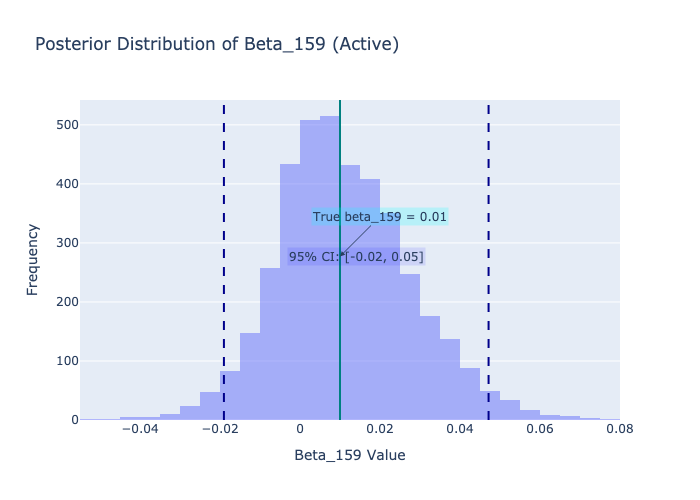 Posterior Distribution of Beta_159 (Active)
500
400
300
200
100
0
Frequency
True beta_159 = 0.01
95% CI: [-0.02, 0.05]
−0.04
−0.02
0
0.02
0.04
0.06
0.08
Beta_159 Value